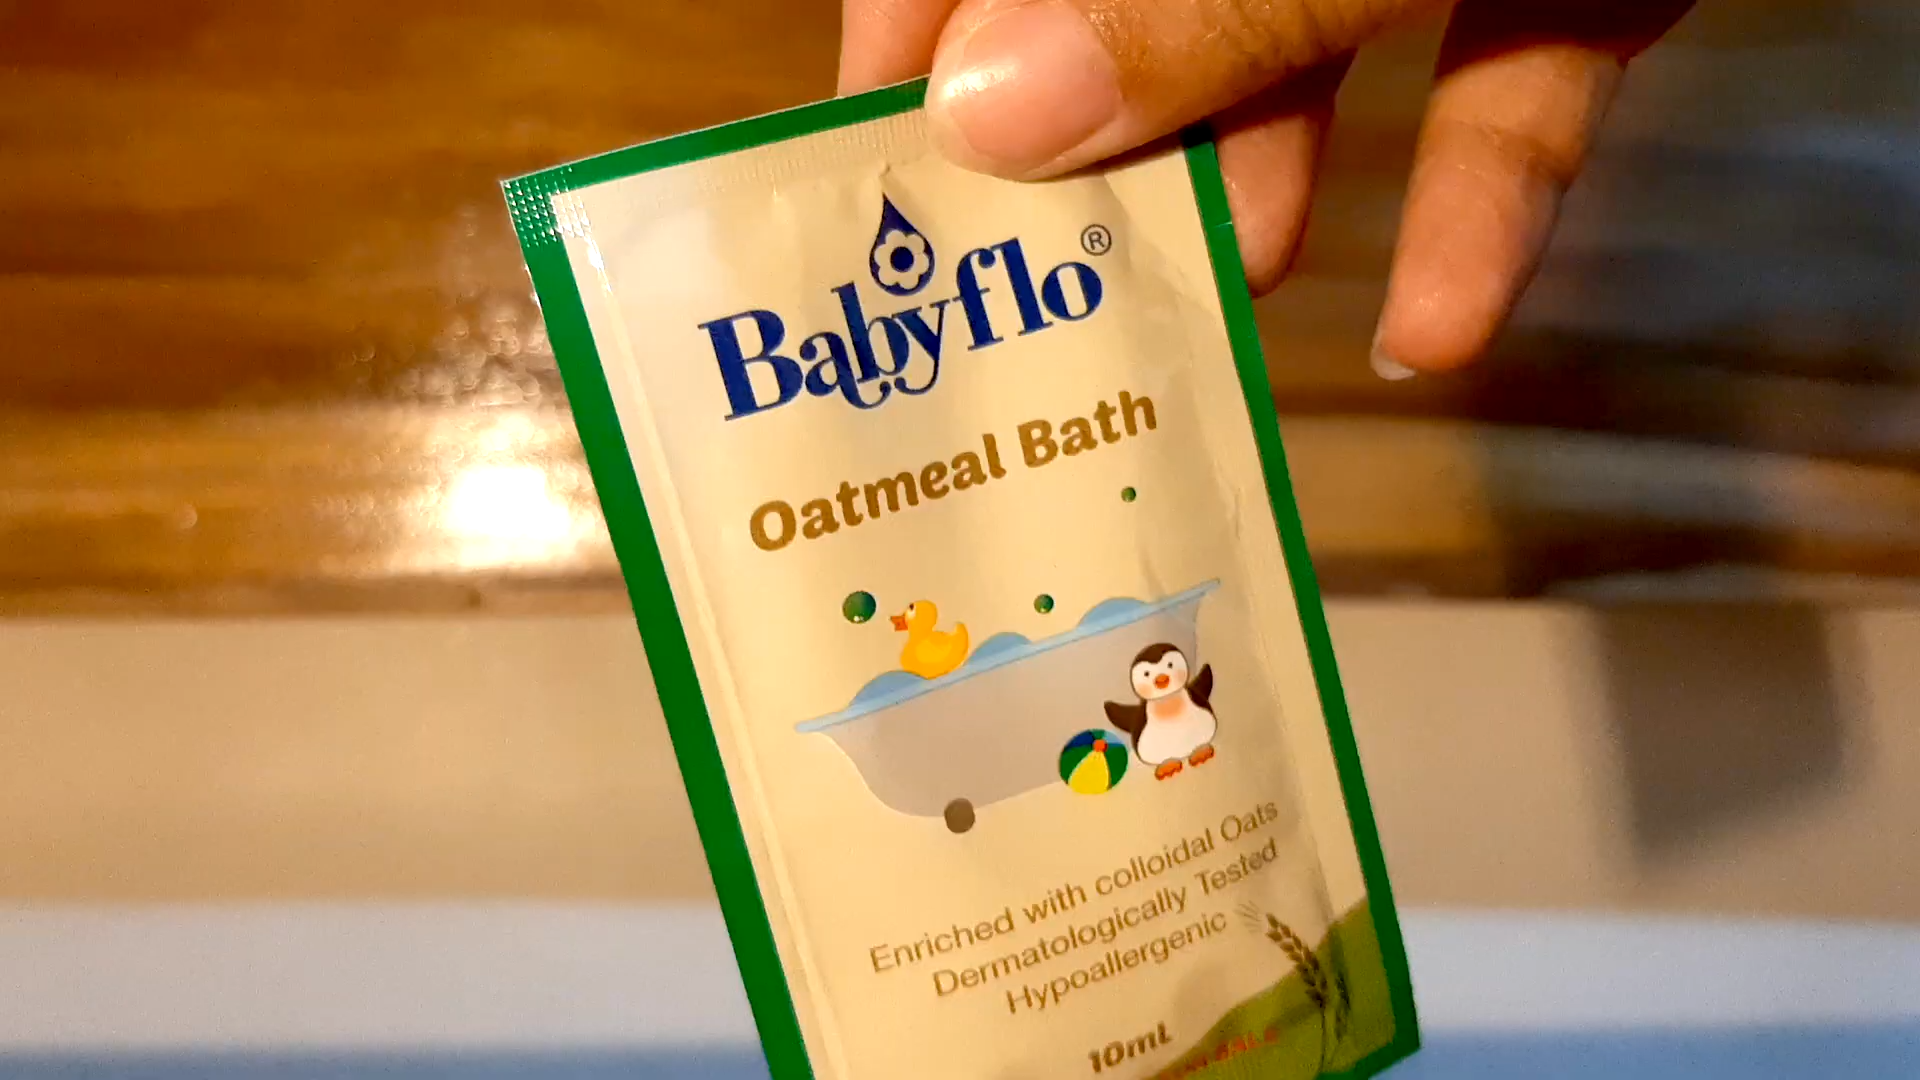 Babyflo®
Oatmeal Bath
Enriched with colloidal Oats
Dermatologically Tested
Hypoallergenic
10mL